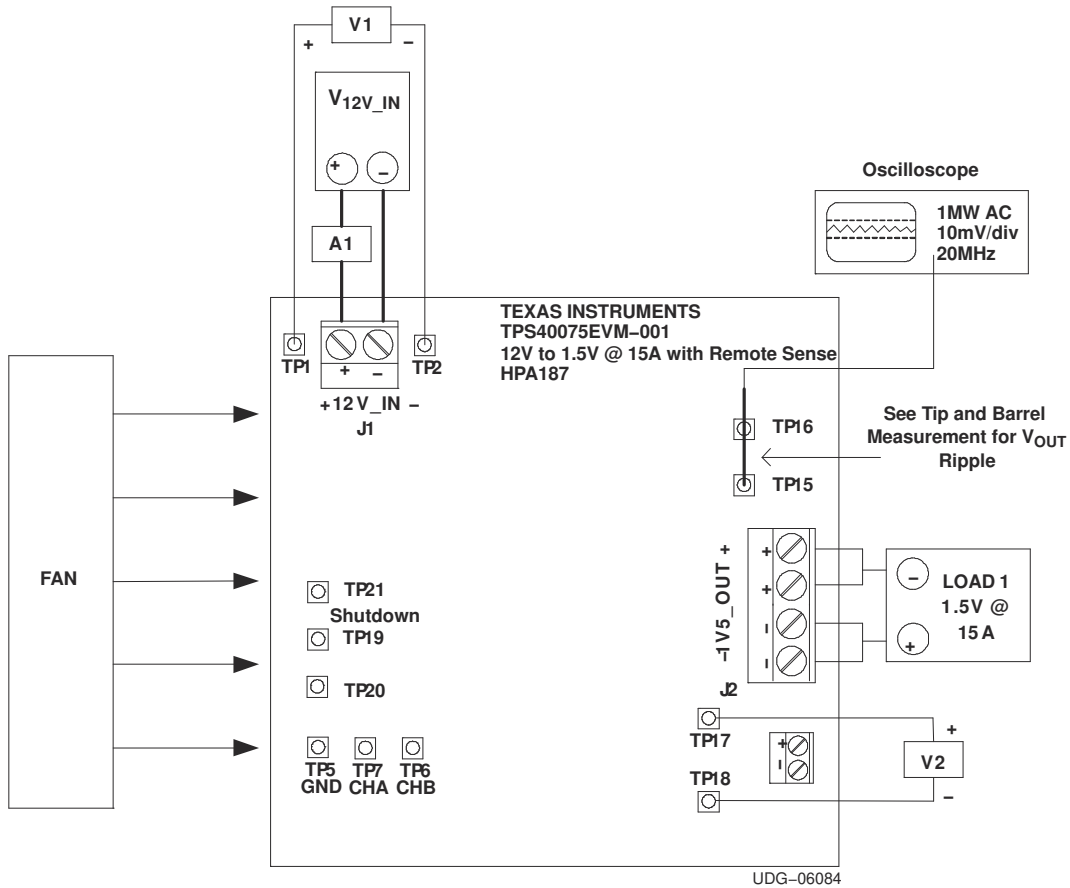 V1
+ −
V12V_IN
+ −
A1
Oscilloscope
1MW AC
10mV/div
20MHz
TEXAS INSTRUMENTS
TPS40075EVM−001
12V to 1.5V @ 15A with Remote Sense
HPA187
TP1
+ −
TP2
+12V_IN −
J1
TP16
See Tip and Barrel
Measurement for VOUT
Ripple
TP15
FAN
−1V5_OUT +
+
+
−
−
J2
−
LOAD 1
1.5V @
15A
+
TP21
Shutdown
TP19
TP20
TP17
+
+
−
V2
TP18
−
TP5
GND
TP7
CHA
TP6
CHB
UDG−06084